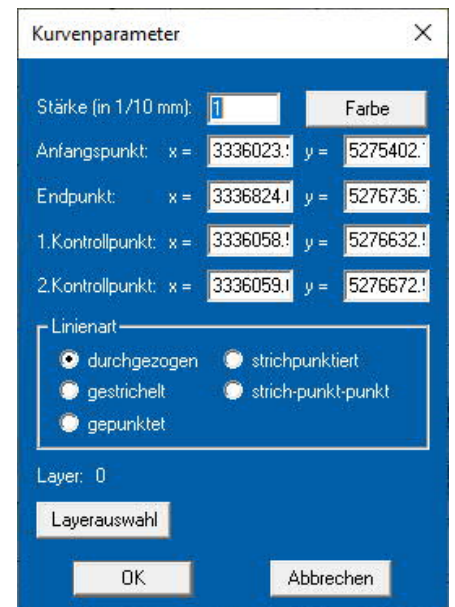 Kurvenparameter
Stärke (in 1/10 mm): 1 Farbe
Anfangspunkt: x = 3336023. y = 5275402.
Endpunkt: x = 3336824. y = 5276736.
1.Kontrollpunkt: x = 3336058. y = 5276632.
2.Kontrollpunkt: x = 3336059. y = 5276672.
Linienart
durchgezogen strichpunktiert
gestrichelt strich-punkt-punkt
gepunktet
Layer: 0
Layerauswahl
OK Abbrechen